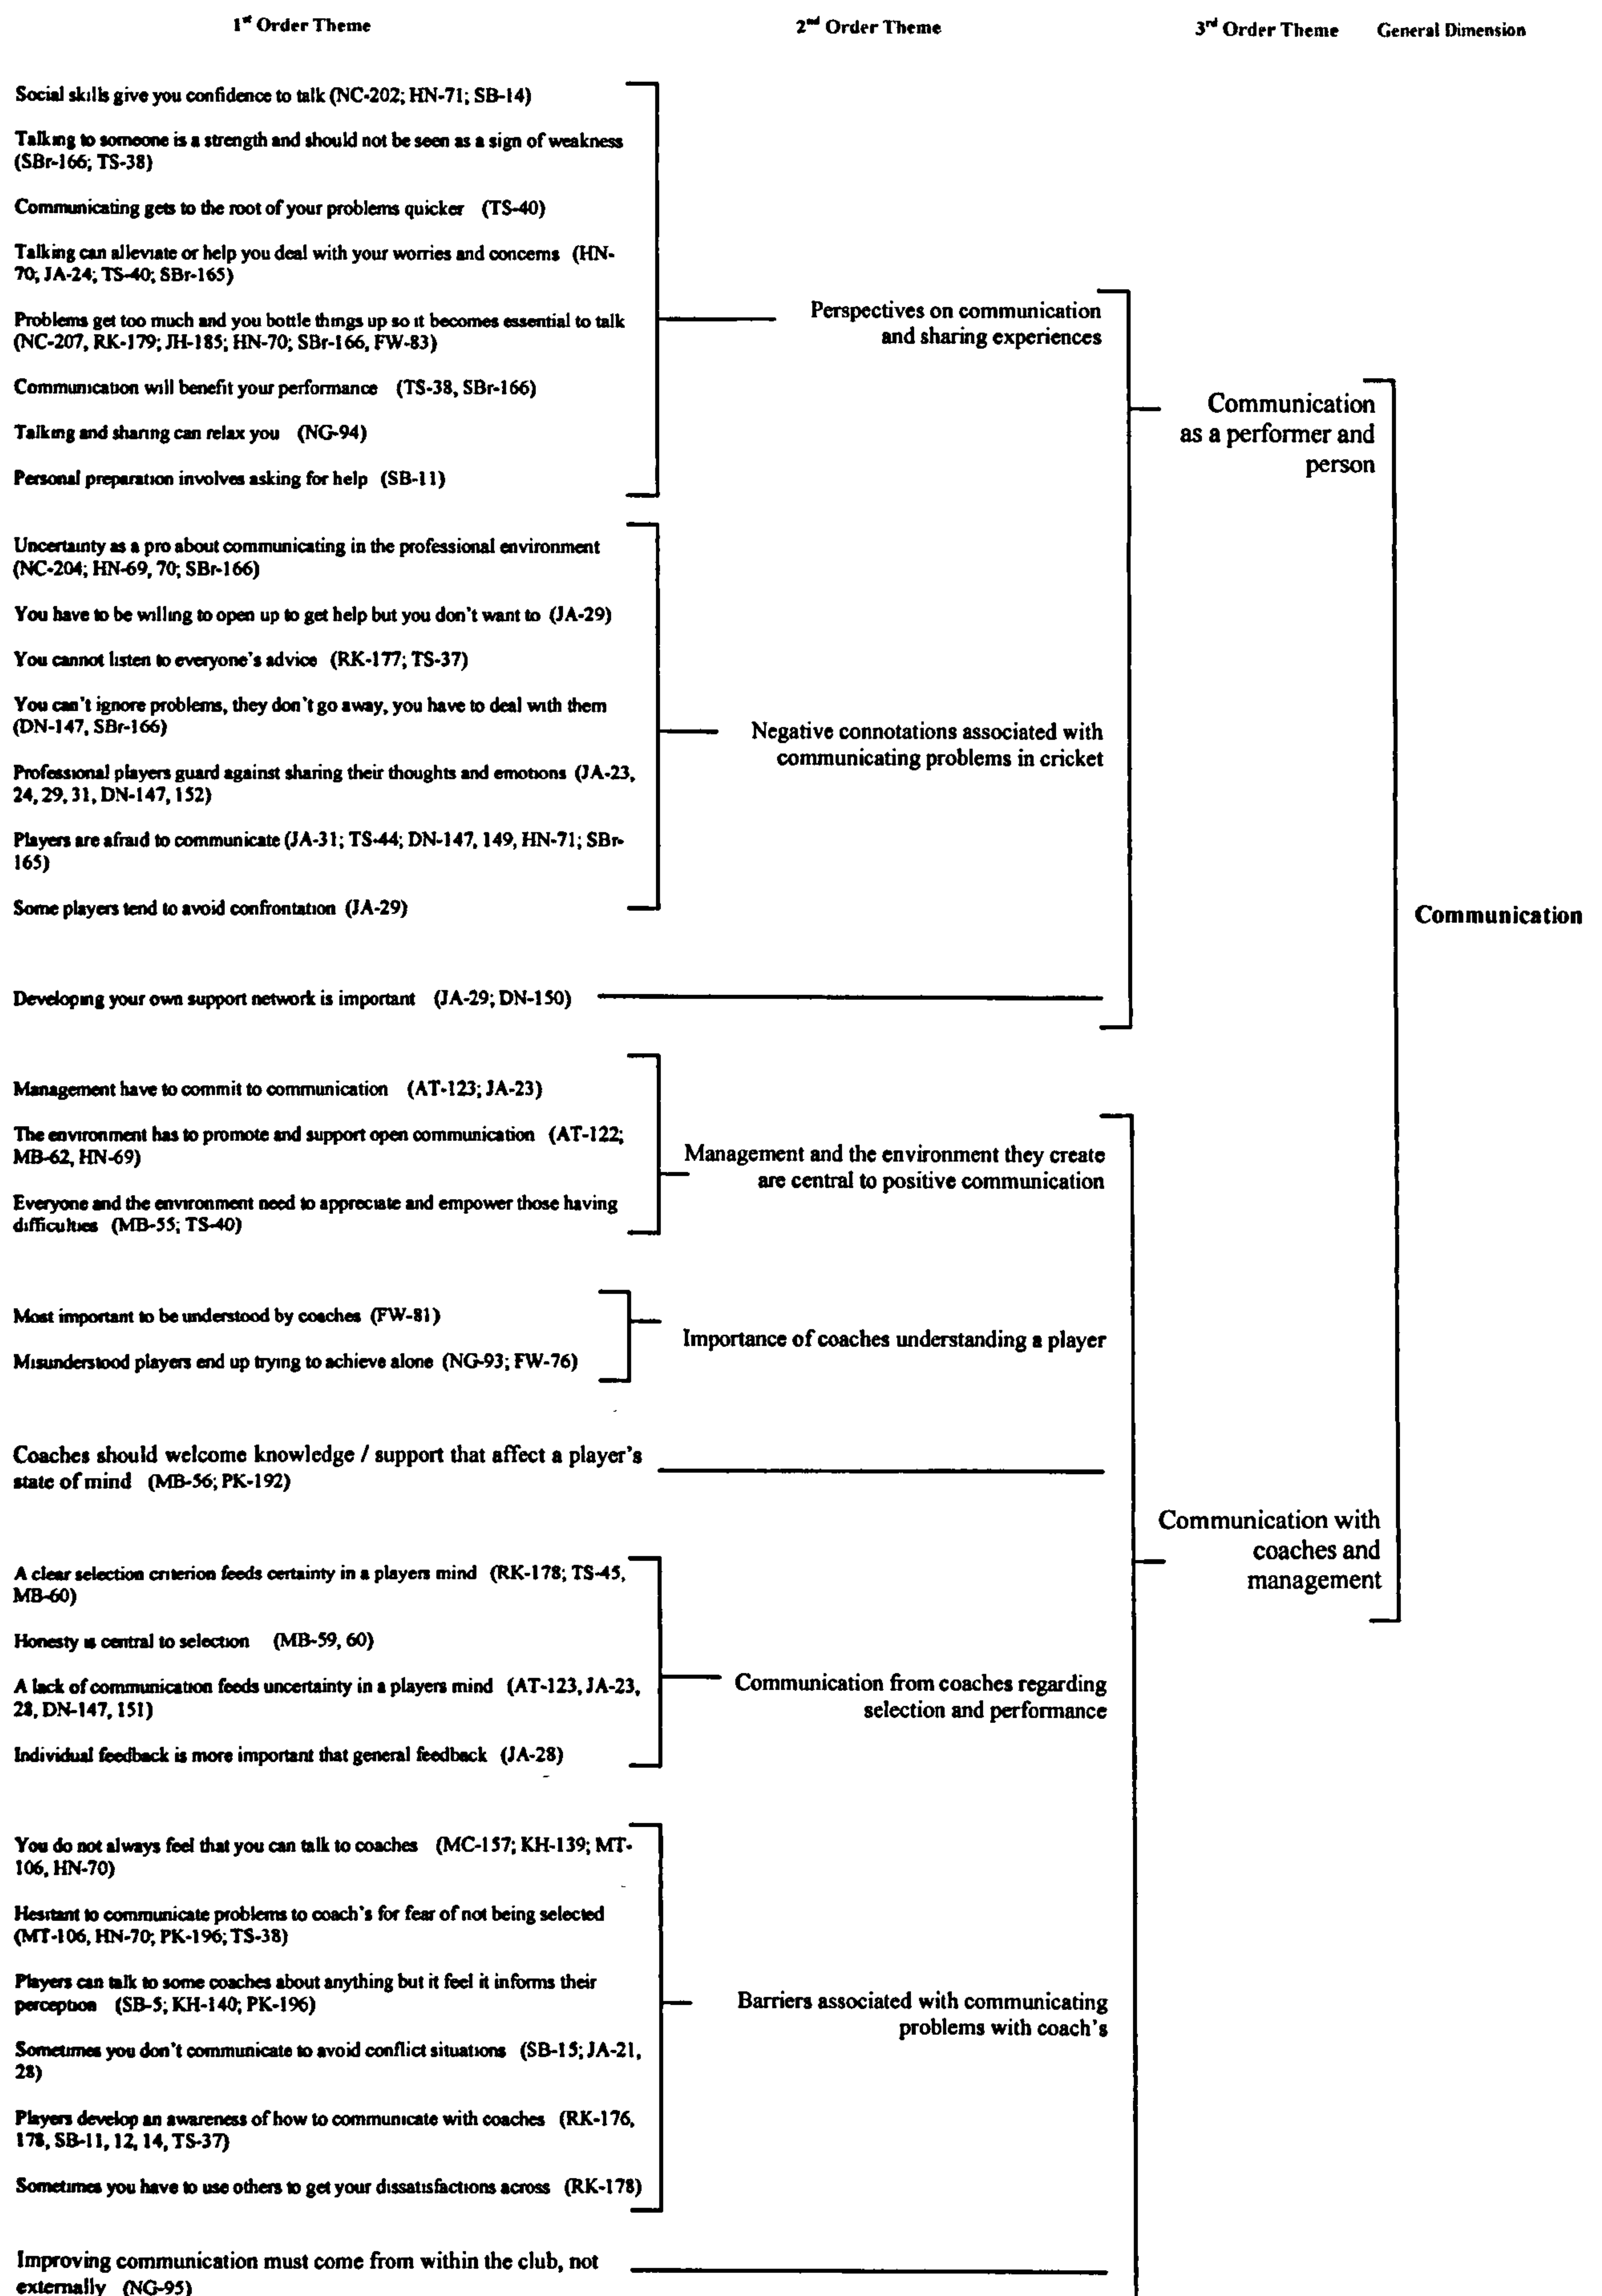 1st Order Theme
2nd Order Theme
3rd Order Theme
General Dimension
Social skills give you confidence to talk (NC-202; HN-71; SB-14)
Talking to someone is a strength and should not be seen as a sign of weakness
(SBr-166; TS-38)
Communicating gets to the root of your problems quicker (TS-40)
Talking can alleviate or help you deal with your worries and concerns (HN-
70; JA-24; TS-40; SBr-165)
Problems get too much and you bottle things up so it becomes essential to talk
(NC-207, RK-179; JH-185; HN-70; SBr-166, FW-83)
Communication will benefit your performance (TS-38, SBr-166)
Talking and sharing can relax you (NG-94)
Personal preparation involves asking for help (SB-11)
Perspectives on communication
and sharing experiences
Uncertainty as a pro about communicating in the professional environment
(NC-204; HN-69, 70; SBr-166)
You have to be willing to open up to get help but you don't want to (JA-29)
You cannot listen to everyone's advice (RK-177; TS-37)
You can't ignore problems, they don't go away, you have to deal with them
(DN-147, SBr-166)
Professional players guard against sharing their thoughts and emotions (JA-23,
24, 29, 31, DN-147, 152)
Players are afraid to communicate (JA-31; TS-44; DN-147, 149, HN-71; SBr-
165)
Some players tend to avoid confrontation (JA-29)
Negative connotations associated with
communicating problems in cricket
Developing your own support network is important (JA-29; DN-150)
Communication
as a performer and
person
Management have to commit to communication (AT-123; JA-23)
The environment has to promote and support open communication (AT-122;
MB-62, HN-69)
Everyone and the environment need to appreciate and empower those having
difficulties (MB-55; TS-40)
Management and the environment they create
are central to positive communication
Most important to be understood by coaches (FW-81)
Misunderstood players end up trying to achieve alone (NG-93; FW-76)
Importance of coaches understanding a player
Coaches should welcome knowledge / support that affect a player's
state of mind (MB-56; PK-192)
A clear selection criterion feeds certainty in a players mind (RK-178; TS-45,
MB-60)
Honesty is central to selection (MB-59, 60)
A lack of communication feeds uncertainty in a players mind (AT-123, JA-23,
28, DN-147, 151)
Individual feedback is more important that general feedback (JA-28)
Communication from coaches regarding
selection and performance
You do not always feel that you can talk to coaches (MC-157; KH-139; MT-
106, HN-70)
Hesitant to communicate problems to coach's for fear of not being selected
(MT-106, HN-70; PK-196; TS-38)
Players can talk to some coaches about anything but it feel it informs their
perception (SB-5; KH-140; PK-196)
Sometimes you don't communicate to avoid conflict situations (SB-15; JA-21,
28)
Players develop an awareness of how to communicate with coaches (RK-176,
178, SB-11, 12, 14, TS-37)
Sometimes you have to use others to get your dissatisfactions across (RK-178)
Barriers associated with communicating
problems with coach's
Improving communication must come from within the club, not
externally (NG-95)
Communication with
coaches and
management
Communication